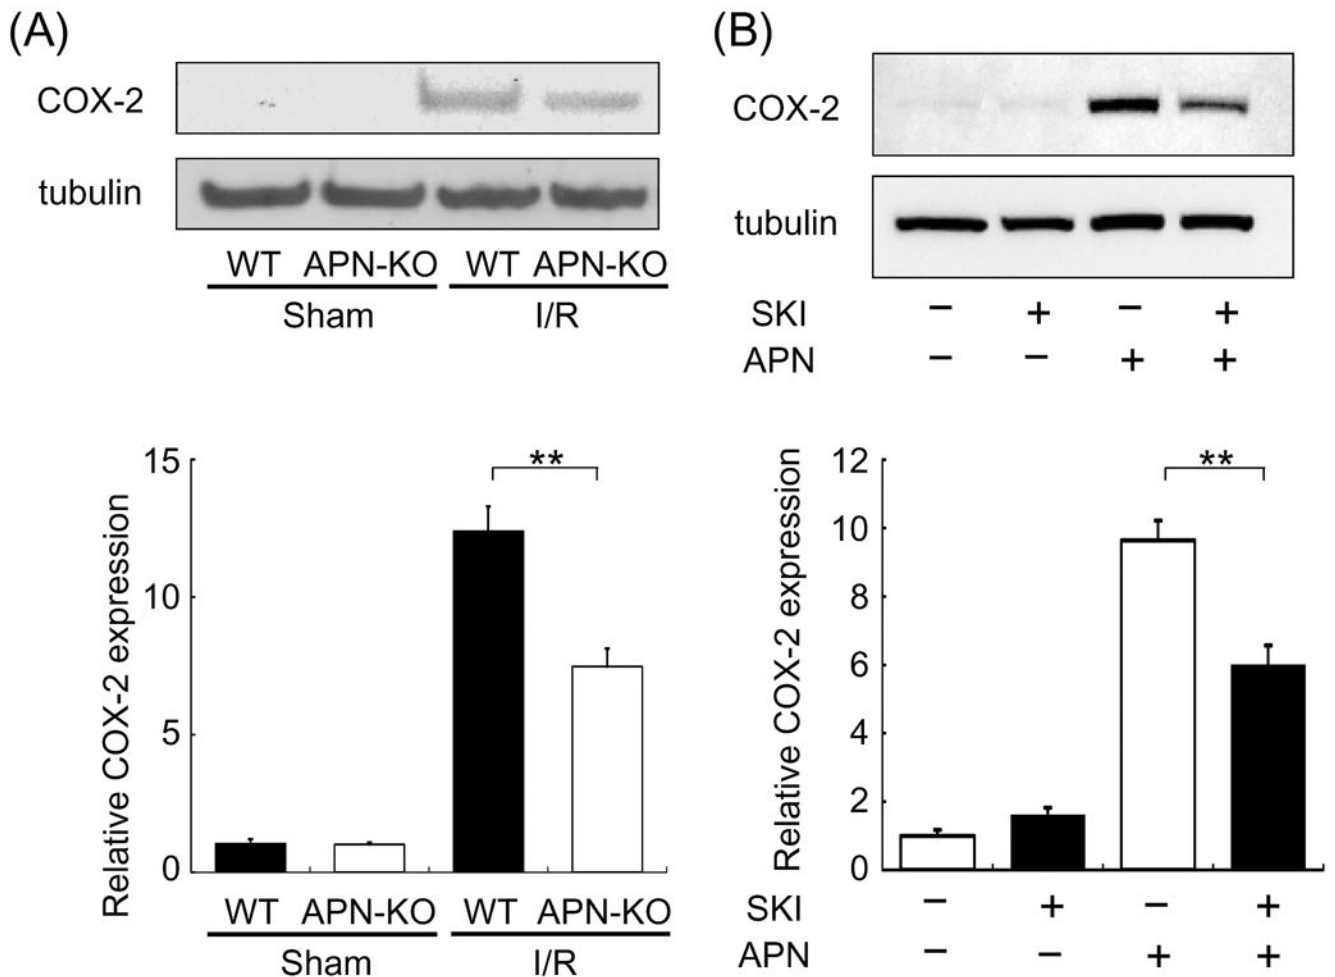 (A)
COX-2
tubulin
WT APN-KO WT APN-KO
Sham I/R
15
10
5
0
Relative COX-2 expression
**
WT APN-KO WT APN-KO
Sham I/R
(B)
COX-2
tubulin
SKI − + − +
APN − − + +
12
10
8
6
4
2
0
Relative COX-2 expression
**
SKI − + − +
APN − − + +